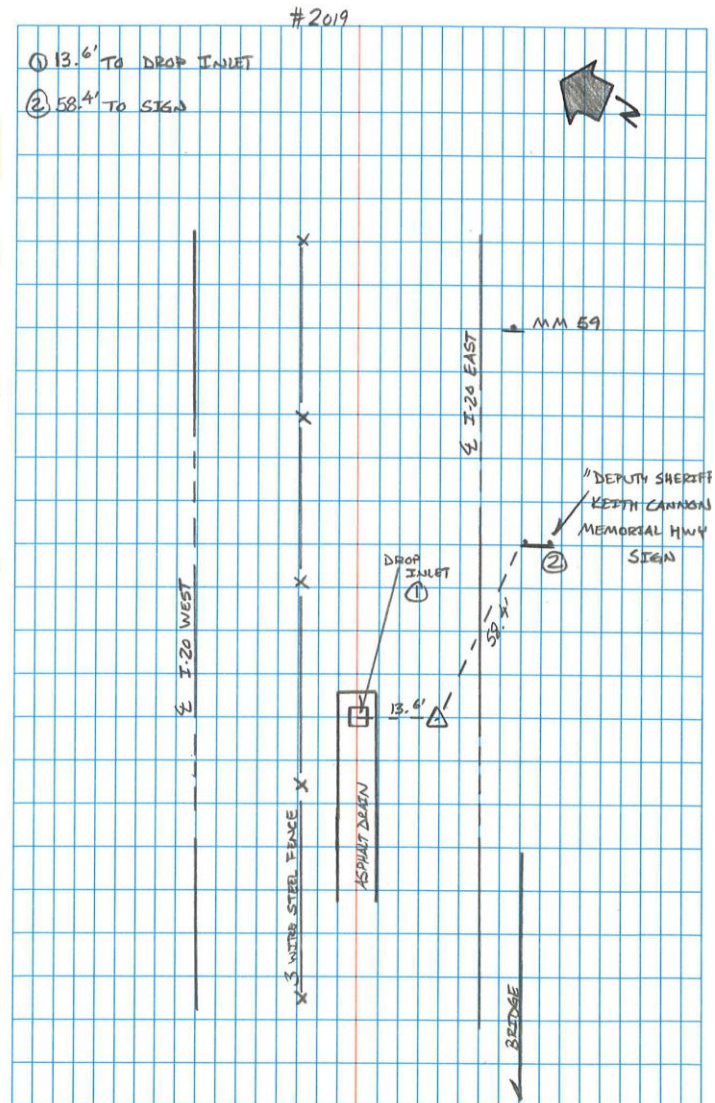 #2019
① 13.6' TO DROP INLET
② 58.4' TO SIGN
N
MM 59
℄ I-20 EAST
"DEPUTY SHERIFF
KEITH CANNON
MEMORIAL HWY
SIGN
②
DROP
INLET
①
58.4'
℄ I-20 WEST
13.6'
ASPHALT DRAIN
3 WIRE STEEL FENCE
BRIDGE